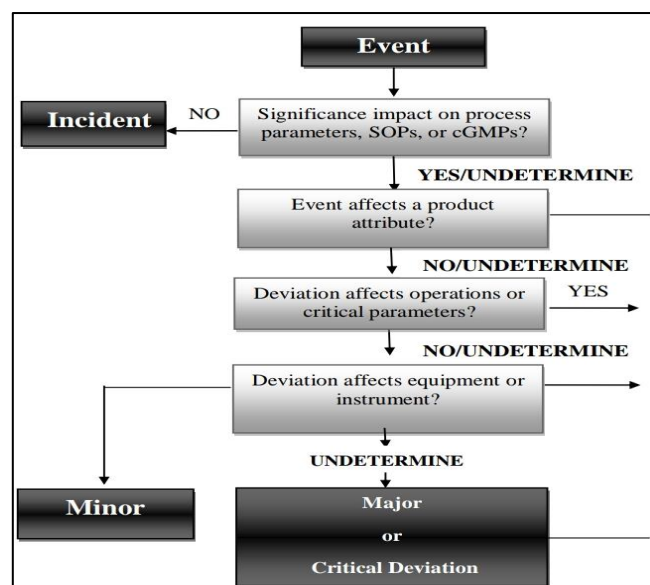 Event
NO
Incident
Significance impact on process
parameters, SOPs, or cGMPs?
YES/UNDETERMINE
Event affects a product
attribute?
NO/UNDETERMINE
Deviation affects operations or
critical parameters?
YES
NO/UNDETERMINE
Deviation affects equipment or
instrument?
UNDETERMINE
Minor
Major
or
Critical Deviation